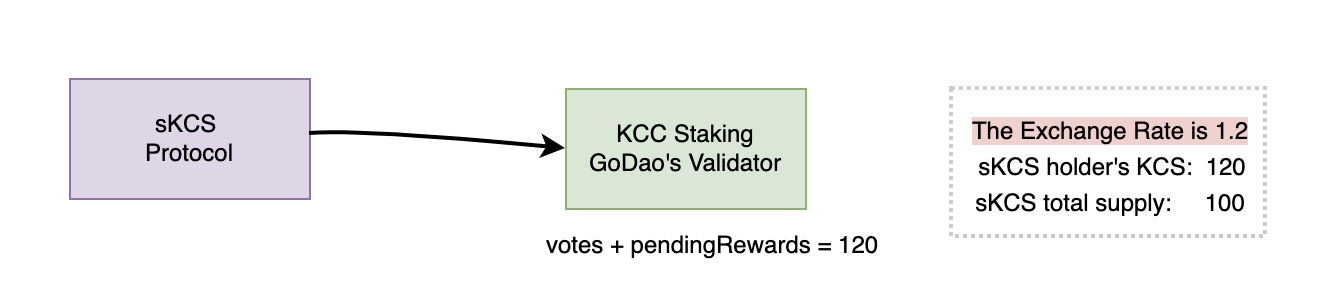 sKCS
Protocol
KCC Staking
GoDao's Validator
votes + pendingRewards = 120
The Exchange Rate is 1.2
sKCS holder's KCS: 120
sKCS total supply: 100